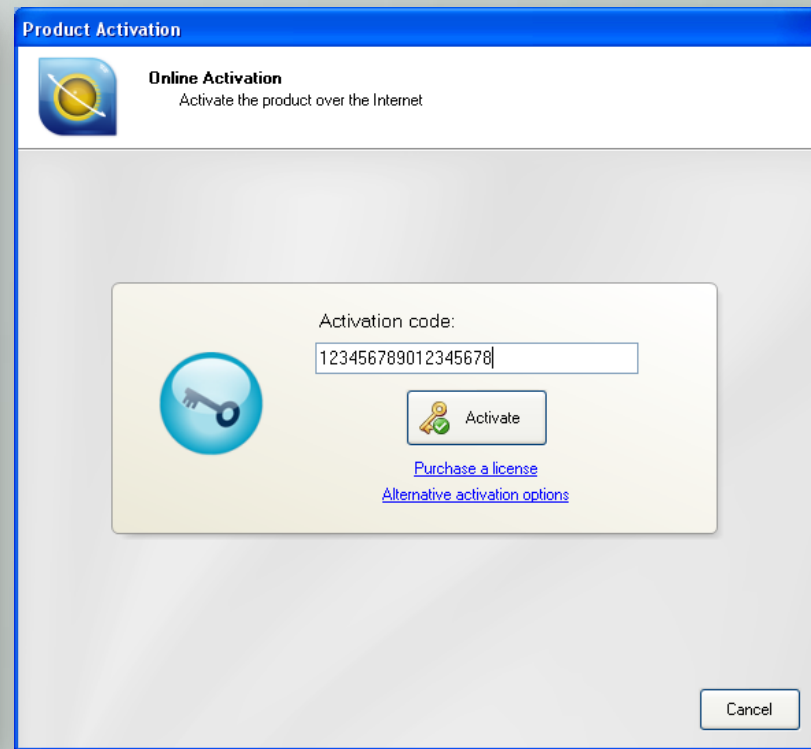 Product Activation
Online Activation
Activate the product over the Internet
Activation code:
123456789012345678
Activate
Purchase a license
Alternative activation options
Cancel